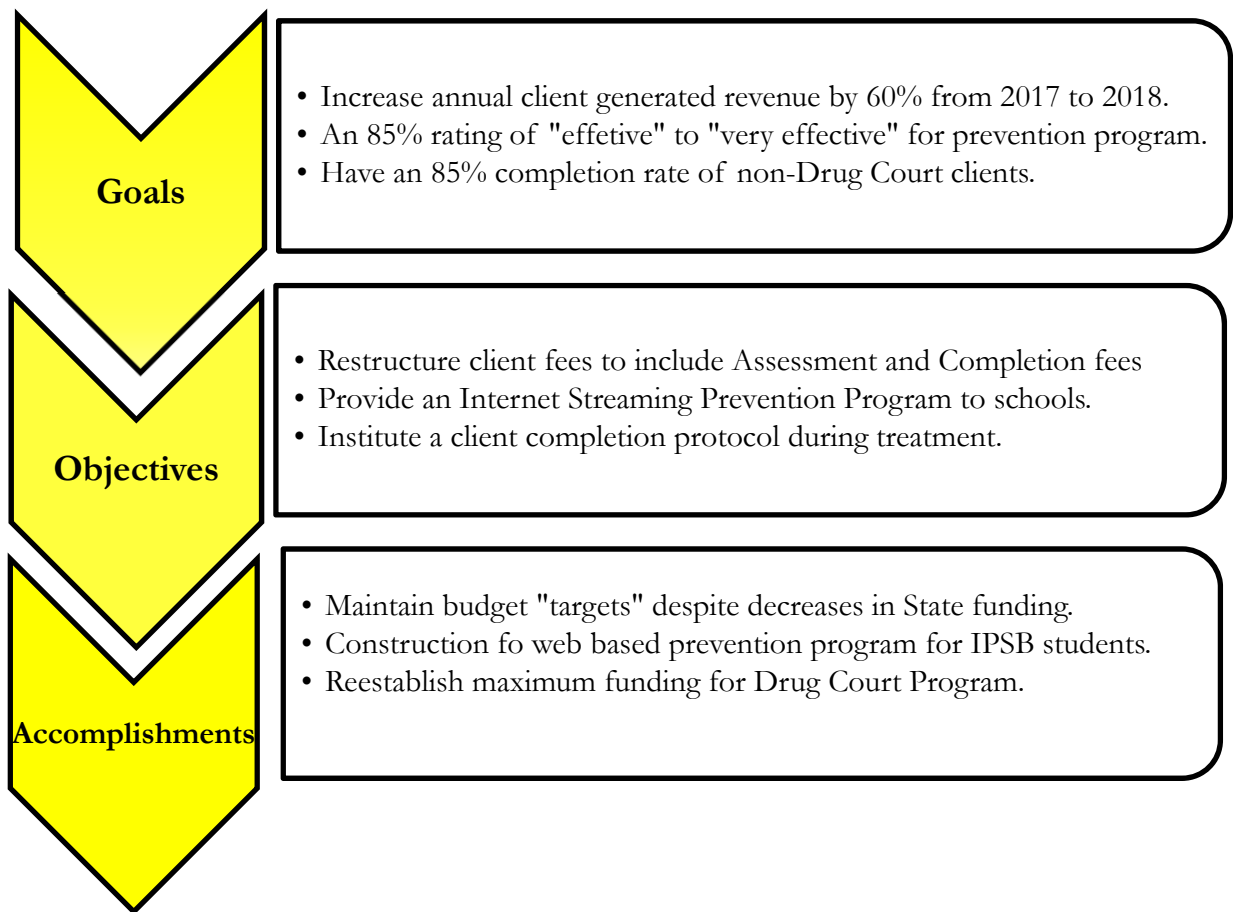 Goals
• Increase annual client generated revenue by 60% from 2017 to 2018.
• An 85% rating of "effetive" to "very effective" for prevention program.
• Have an 85% completion rate of non-Drug Court clients.
Objectives
• Restructure client fees to include Assessment and Completion fees
• Provide an Internet Streaming Prevention Program to schools.
• Institute a client completion protocol during treatment.
Accomplishments
• Maintain budget "targets" despite decreases in State funding.
• Construction fo web based prevention program for IPSB students.
• Reestablish maximum funding for Drug Court Program.